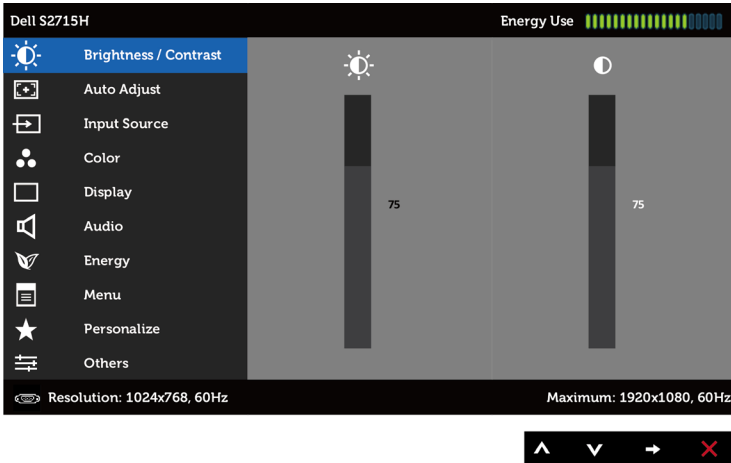 Dell S2715H
Energy Use
Brightness / Contrast
Auto Adjust
Input Source
Color
Display
Audio
Energy
Menu
Personalize
Others
75
75
Resolution: 1024x768, 60Hz
Maximum: 1920x1080, 60Hz